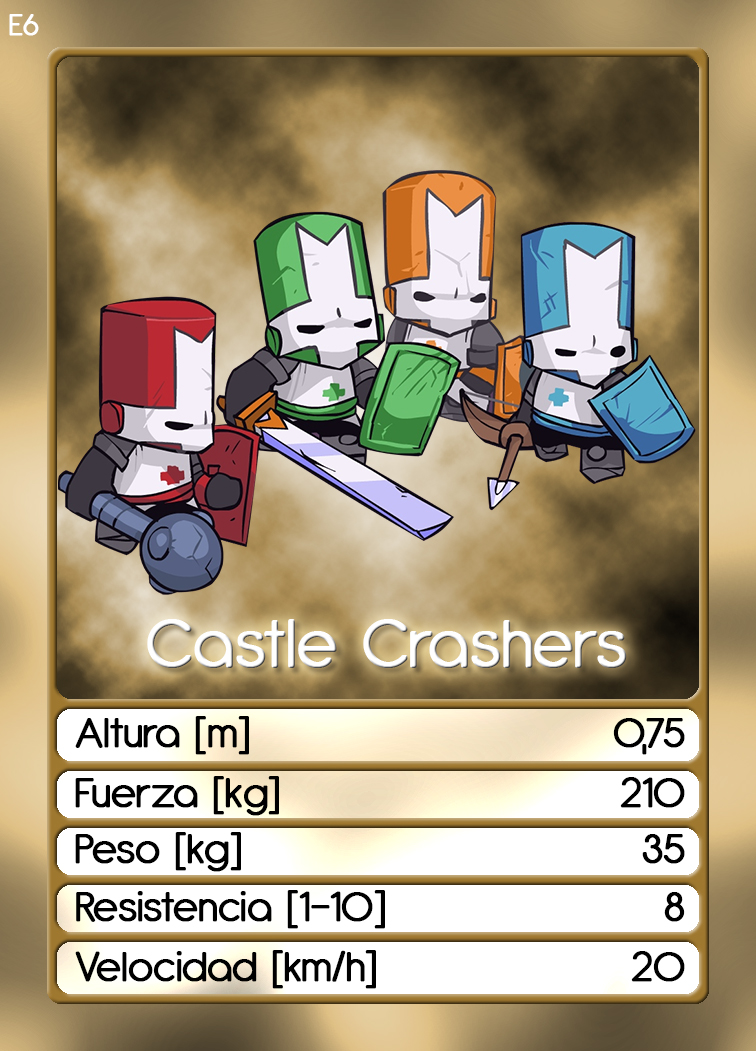 E6
Castle Crashers
Altura [m] 0,75
Fuerza [kg] 210
Peso [kg] 35
Resistencia [1-10] 8
Velocidad [km/h] 20